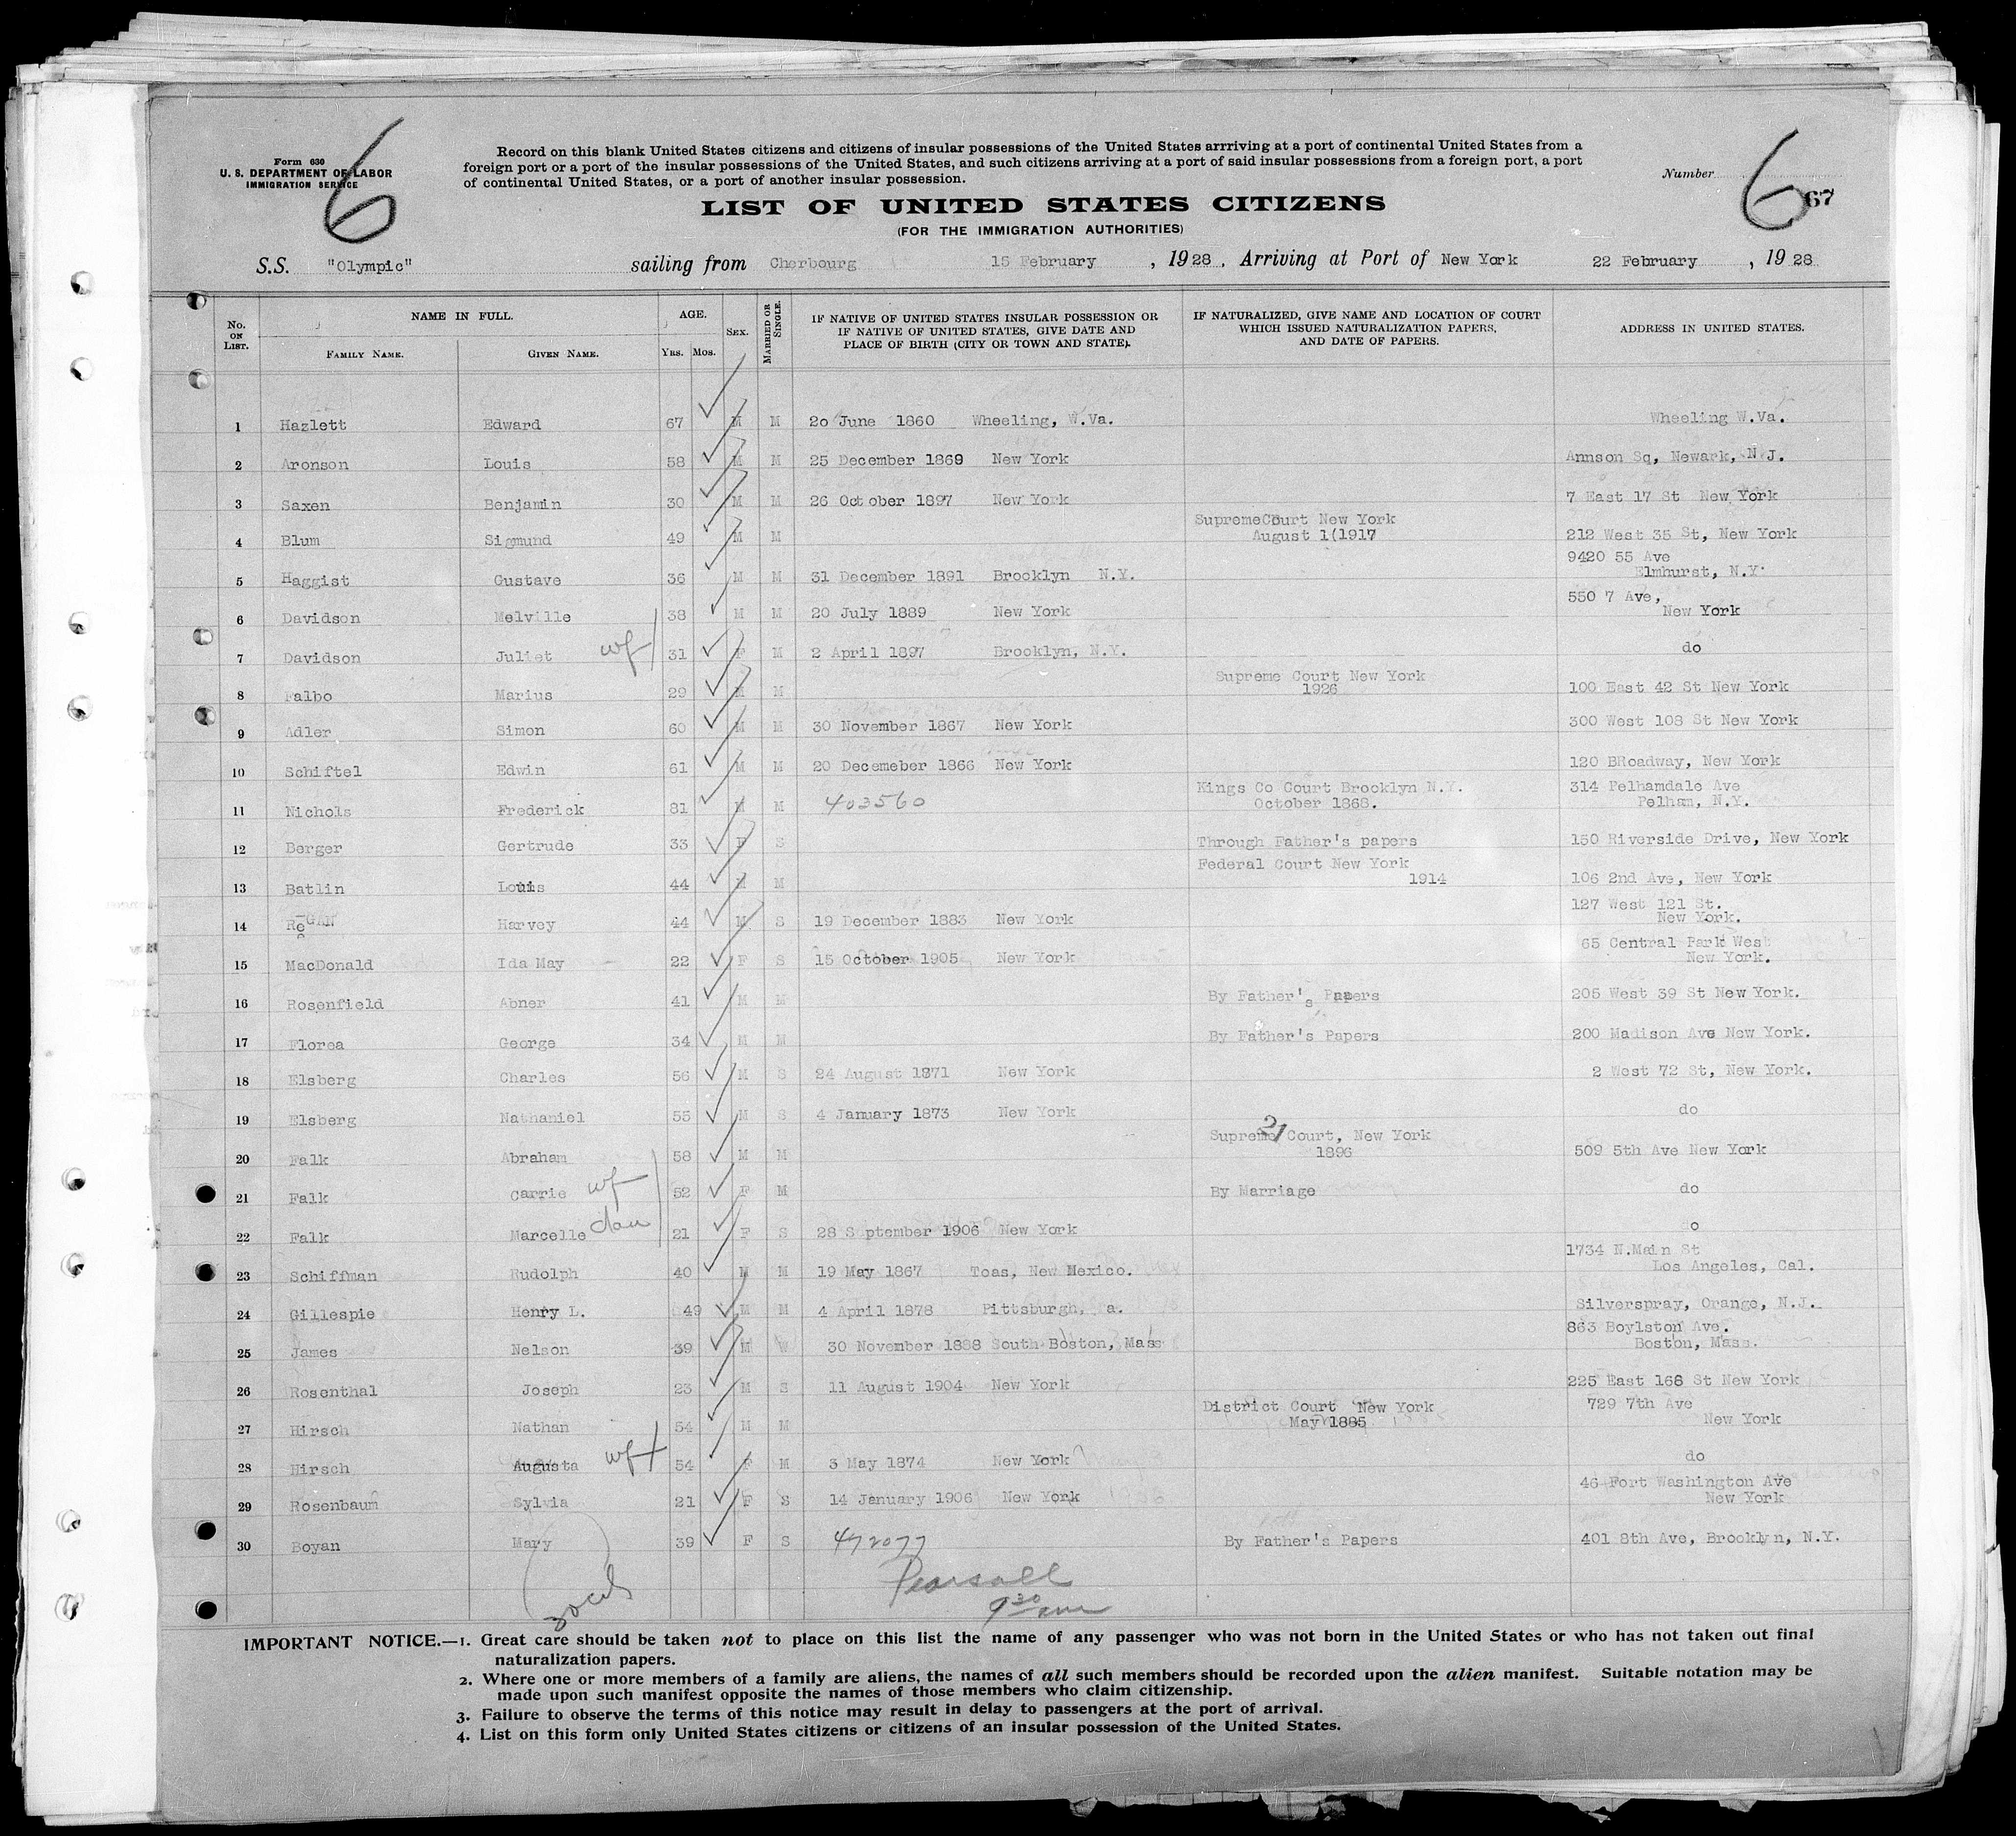 Form 630
U. S. DEPARTMENT OF LABOR
IMMIGRATION SERVICE
6
Record on this blank United States citizens and citizens of insular possessions of the United States arrriving at a port of continental United States from a
foreign port or a port of the insular possessions of the United States, and such citizens arriving at a port of said insular possessions from a foreign port, a port
of continental United States, or a port of another insular possession.
Number
6
67
LIST OF UNITED STATES CITIZENS
(FOR THE IMMIGRATION AUTHORITIES)
S.S. "Olympic" sailing from Cherbourg 15 February , 1928 , Arriving at Port of New York 22 February , 1928
No. ON LIST.
NAME IN FULL.
FAMILY NAME. GIVEN NAME.
AGE.
YRS. MOS.
SEX.
MARRIED OR SINGLE.
IF NATIVE OF UNITED STATES INSULAR POSSESSION OR
IF NATIVE OF UNITED STATES, GIVE DATE AND
PLACE OF BIRTH (CITY OR TOWN AND STATE).
IF NATURALIZED, GIVE NAME AND LOCATION OF COURT
WHICH ISSUED NATURALIZATION PAPERS,
AND DATE OF PAPERS.
ADDRESS IN UNITED STATES.
1 Hazlett Edward 67 M M 20 June 1860 Wheeling, W.Va. Wheeling W.Va.
2 Aronson Louis 58 M M 25 December 1869 New York Annson Sq, Newark, N J.
3 Saxen Benjamin 30 M M 26 October 1897 New York 7 East 17 St New York
SupremeCourt New York
4 Blum Sigmund 49 M M August 1(1917 212 West 35 St, New York
9420 55 Ave
5 Haggist Gustave 36 M M 31 December 1891 Brooklyn N.Y. Elmhurst, N.Y.
550 7 Ave,
6 Davidson Melville 38 M M 20 July 1889 New York New York
7 Davidson Juliet wf 31 F M 2 April 1897 Brooklyn, N.Y. do
Supreme Court New York
8 Falbo Marius 29 M M 1926 100 East 42 St New York
9 Adler Simon 60 M M 30 November 1867 New York 300 West 108 St New York
10 Schiftel Edwin 61 M M 20 Decemeber 1866 New York 120 BRoadway, New York
Kings Co Court Brooklyn N.Y. 314 Pelhamdale Ave
11 Nichols Frederick 81 M M 403560 October 1868. Pelham, N.Y.
12 Berger Gertrude 33 F S Through Father's papers 150 Riverside Drive, New York
Federal Court New York
13 Batlin Louis 44 M M 1914 106 2nd Ave, New York
127 West 121 St.
14 ReGAN Harvey 44 M S 19 December 1883 New York New York.
65 Central Park West
15 MacDonald Ida May 22 F S 15 October 1905 New York New York.
16 Rosenfield Abner 41 M M By Father's Papers 205 West 39 St New York.
17 Florea George 34 M M By Father's Papers 200 Madison Ave New York.
18 Elsberg Charles 56 M S 24 August 1871 New York 2 West 72 St, New York.
19 Elsberg Nathaniel 55 M S 4 January 1873 New York do
21
Supreme Court, New York
20 Falk Abraham 58 M M 1896 509 5th Ave New York
21 Falk Carrie wf 52 F M By Marriage do
22 Falk Marcelle dau 21 F S 28 September 1906 New York o
1734 N.Main St
23 Schiffman Rudolph 40 M M 19 May 1867 Toas, New Mexico. Los Angeles, Cal.
24 Gillespie Henry L. 49 M M 4 April 1878 Pittsburgh, a. Silverspray, Orange, N.J.
863 Boylston Ave.
25 James Nelson 39 M W 30 November 1888 South Boston, Mass Boston, Mass.
26 Rosenthal Joseph 23 M S 11 August 1904 New York 225 East 168 St New York
District Court New York 729 7th Ave
27 Hirsch Nathan 54 M M May 1885 New York
28 Hirsch Augusta wf 54 F M 3 May 1874 New York do
46 Fort Washington Ave
29 Rosenbaum Sylvia 21 F S 14 January 1906 New York New York
30 Boyan Mary 39 F S 472077 By Father's Papers 401 8th Ave, Brooklyn, N.Y.
Pearsall
9 30 am
IMPORTANT NOTICE.—1. Great care should be taken not to place on this list the name of any passenger who was not born in the United States or who has not taken out final
naturalization papers.
2. Where one or more members of a family are aliens, the names of all such members should be recorded upon the alien manifest. Suitable notation may be
made upon such manifest opposite the names of those members who claim citizenship.
3. Failure to observe the terms of this notice may result in delay to passengers at the port of arrival.
4. List on this form only United States citizens or citizens of an insular possession of the United States.